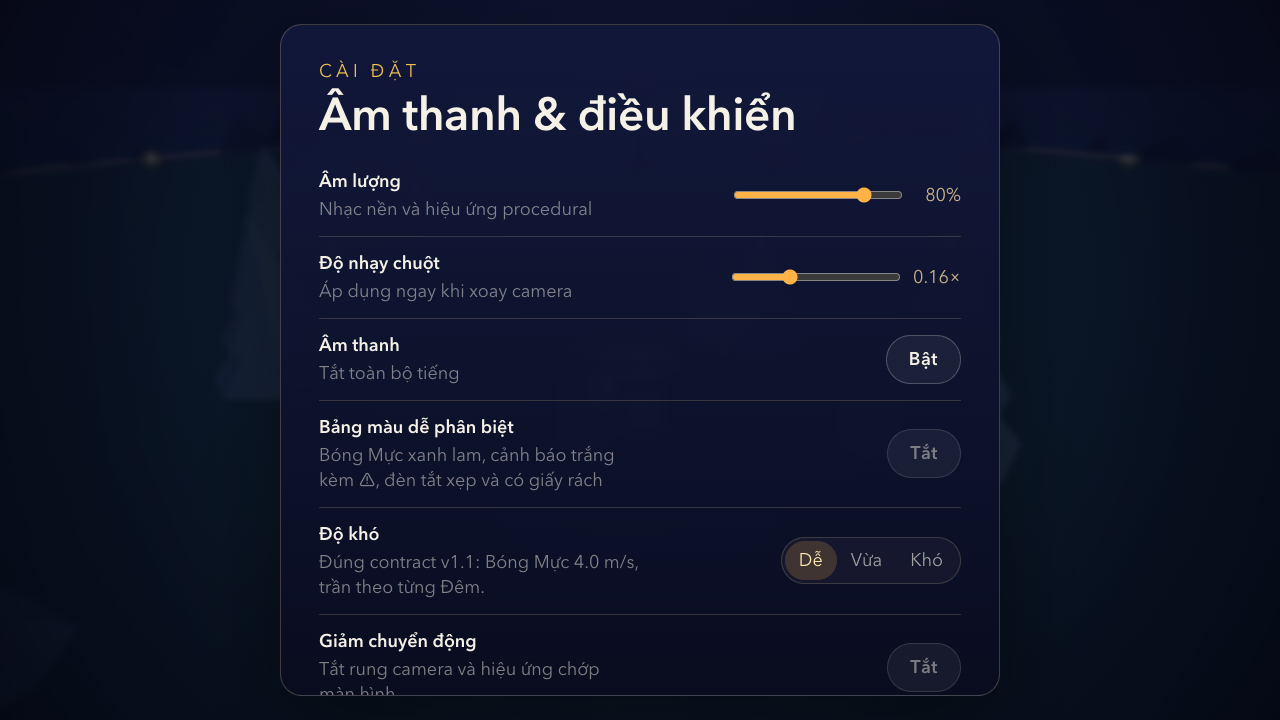 CÀI ĐẶT
Âm thanh & điều khiển
Âm lượng
Nhạc nền và hiệu ứng procedural
80%
Độ nhạy chuột
Áp dụng ngay khi xoay camera
0.16×
Âm thanh
Tắt toàn bộ tiếng
Bật
Bảng màu dễ phân biệt
Bóng Mực xanh lam, cảnh báo trắng
kèm ⚠, đèn tắt xẹp và có giấy rách
Tắt
Độ khó
Đúng contract v1.1: Bóng Mực 4.0 m/s,
trần theo từng Đêm.
Dễ Vừa Khó
Giảm chuyển động
Tắt rung camera và hiệu ứng chớp
màn hình
Tắt